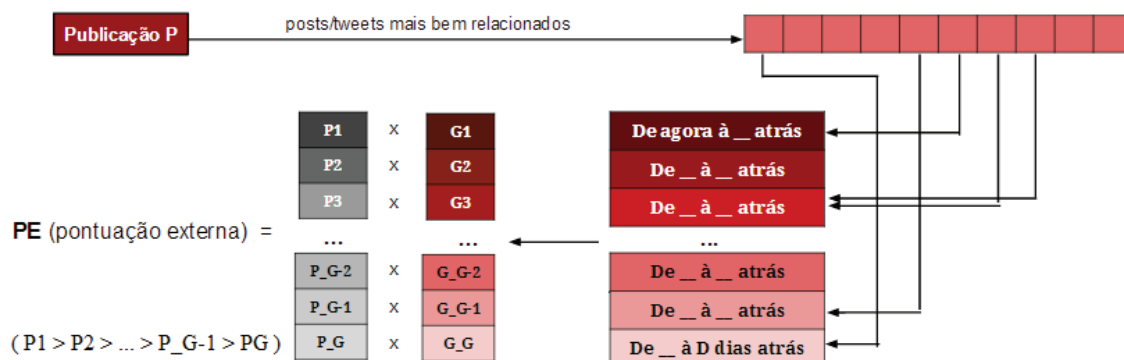 Publicação P
posts/tweets mais bem relacionados
P1 x G1 De agora à __ atrás
P2 x G2 De __ à __ atrás
P3 x G3 De __ à __ atrás
PE (pontuação externa) =
... ... ...
P_G-2 x G_G-2 De __ à __ atrás
P_G-1 x G_G-1 De __ à __ atrás
( P1 > P2 > ... > P_G-1 > PG ) P_G x G_G De __ à D dias atrás